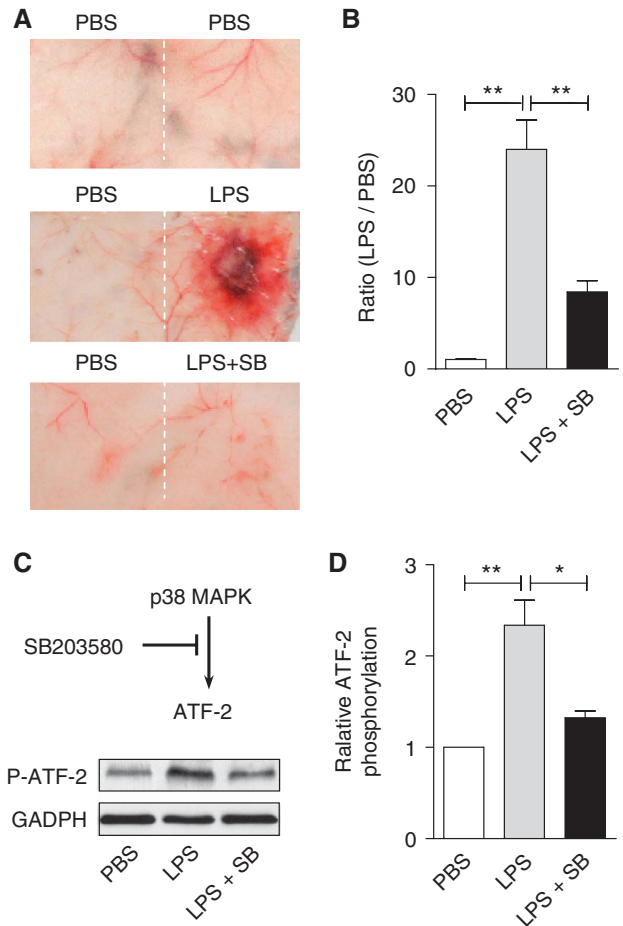 A
PBS PBS
PBS LPS
PBS LPS+SB
B
** **
Ratio (LPS / PBS)
30
20
10
0
PBS LPS LPS + SB
C
p38 MAPK
SB203580
ATF-2
P-ATF-2
GADPH
PBS LPS LPS + SB
D
** *
Ralative ATF-2
phosphorylation
3
2
1
0
PBS LPS LPS + SB